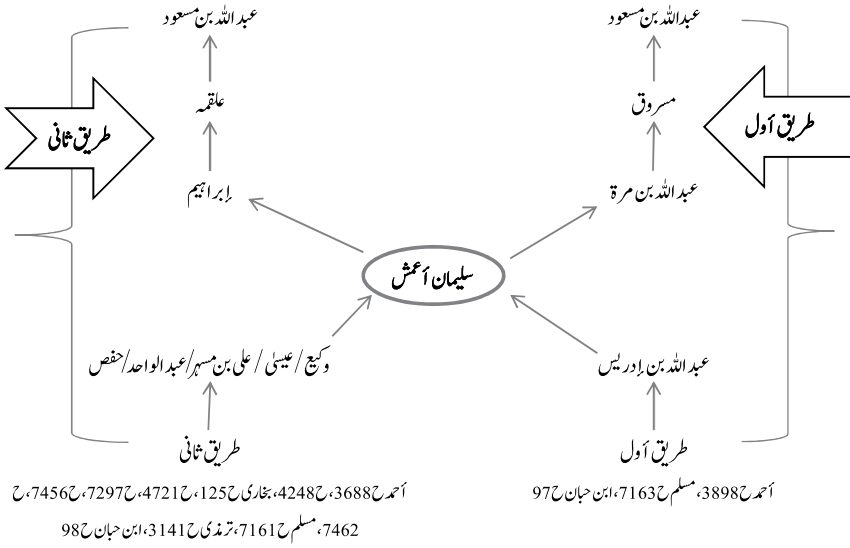 عبداللہ بن مسعود
عبداللہ بن مسعود
مسروق
علقمہ
طریق أول
طریق ثانی
عبداللہ بن مرۃ
إبراہیم
سلیمان أعمش
عبداللہ بن إدریس
وکیع / عیسیٰ / علی بن مسہر/عبدالواحد/حفص
طریق أول
طریق ثانی
أحمد ح3898، مسلم ح7163، ابن حبان ح97
أحمد ح3688، ح4248، بخاری ح125، ح4721، ح7297، ح7456، ح
7462، مسلم ح7161، ترمذی ح3141، ابن حبان ح98